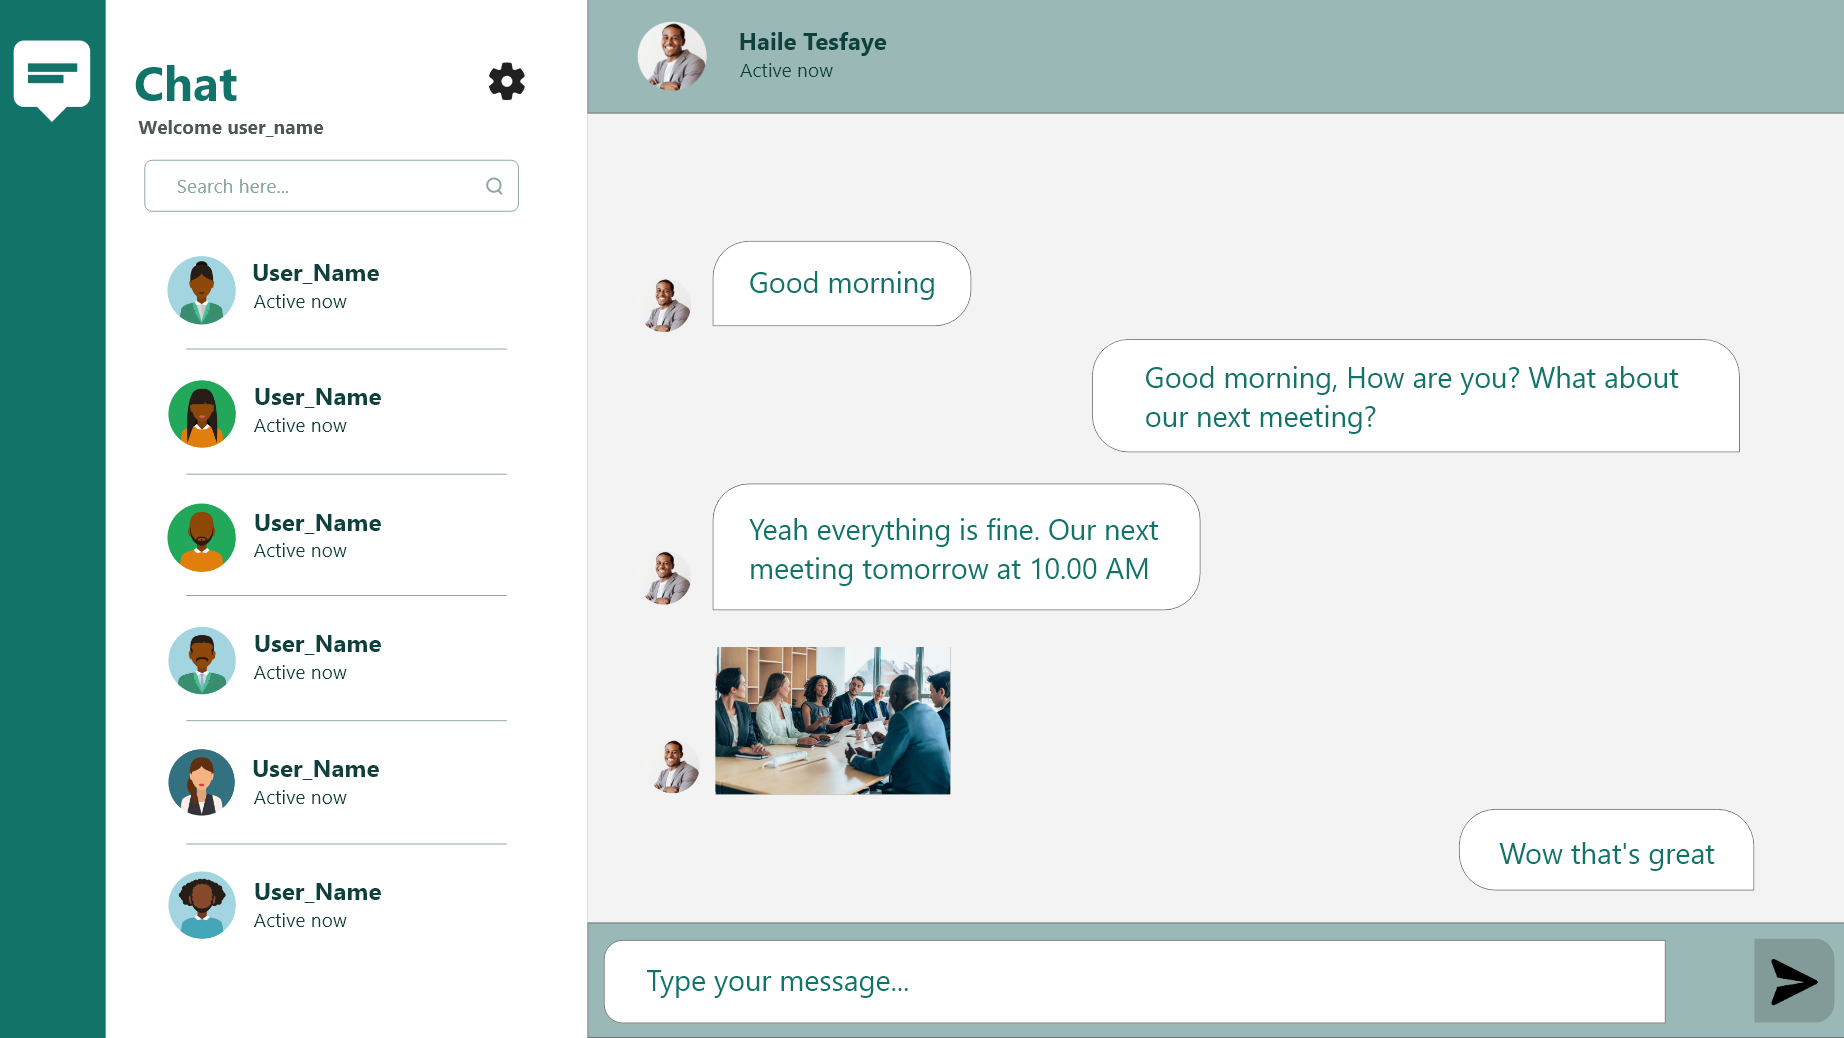 Chat
Welcome user_name
Search here...
User_Name
Active now
User_Name
Active now
User_Name
Active now
User_Name
Active now
User_Name
Active now
User_Name
Active now
Haile Tesfaye
Active now
Good morning
Good morning, How are you? What about
our next meeting?
Yeah everything is fine. Our next
meeting tomorrow at 10.00 AM
Wow that's great
Type your message...